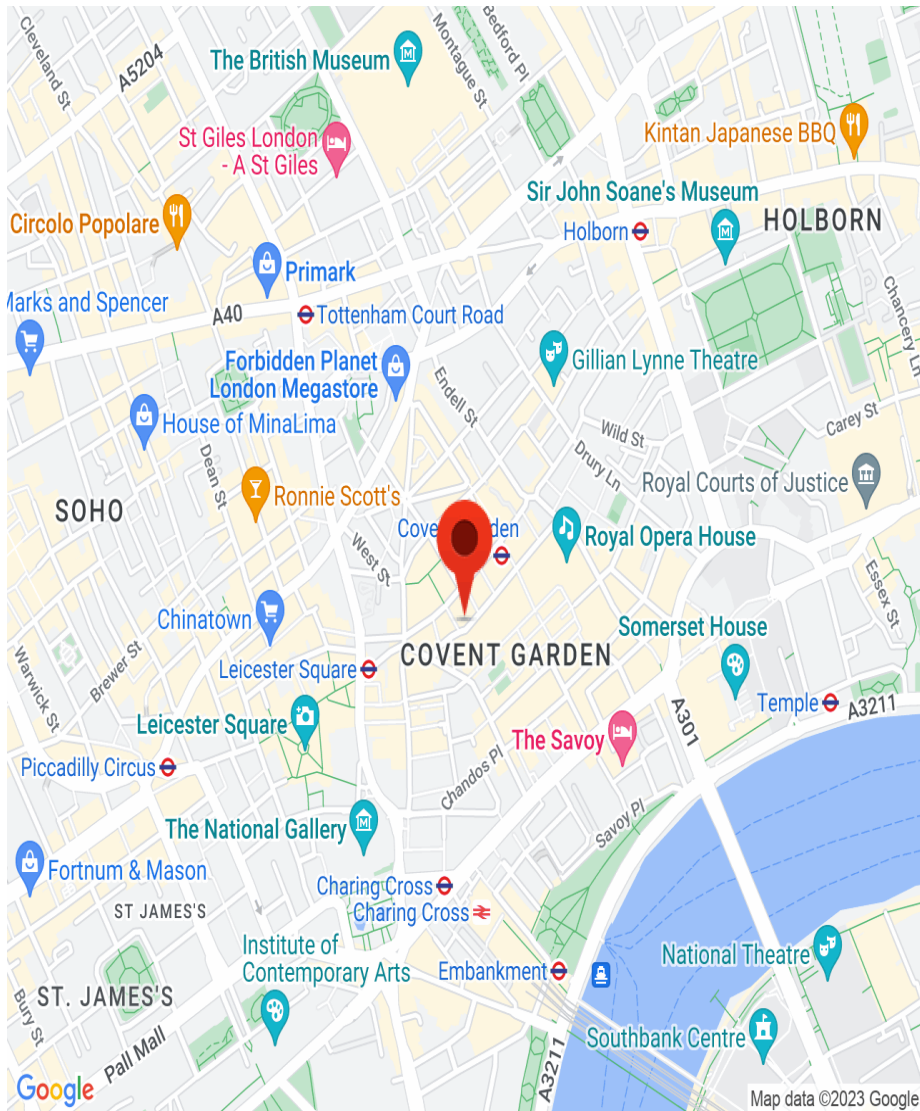 Cleveland St
A5204
The British Museum
Montague St
Bedford Pl
St Giles London
- A St Giles
Kintan Japanese BBQ
Circolo Popolare
Sir John Soane's Museum
HOLBORN
Holborn
Primark
Marks and Spencer
A40
Tottenham Court Road
Chancery Ln
Forbidden Planet
London Megastore
Gillian Lynne Theatre
Endell St
House of MinaLima
Wild St
Carey St
Dean St
Drury Ln
Royal Courts of Justice
SOHO
Ronnie Scott's
Royal Opera House
West St
Essex St
Chinatown
Somerset House
COVENT GARDEN
Brewer St
Warwick St
Leicester Square
Temple
A3211
A301
Leicester Square
The Savoy
Piccadilly Circus
Chandos Pl
Savoy Pl
The National Gallery
Fortnum & Mason
Charing Cross
Charing Cross
ST JAMES'S
Institute of
Contemporary Arts
National Theatre
Embankment
ST. JAMES'S
Bury St
Pall Mall
Southbank Centre
A3211
Google
Map data ©2023 Google